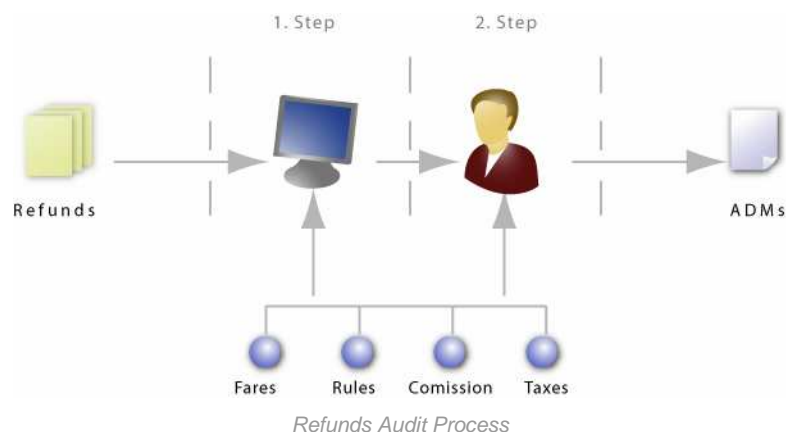 1. Step 2. Step
Refunds ADMs
Fares Rules Comission Taxes
Refunds Audit Process